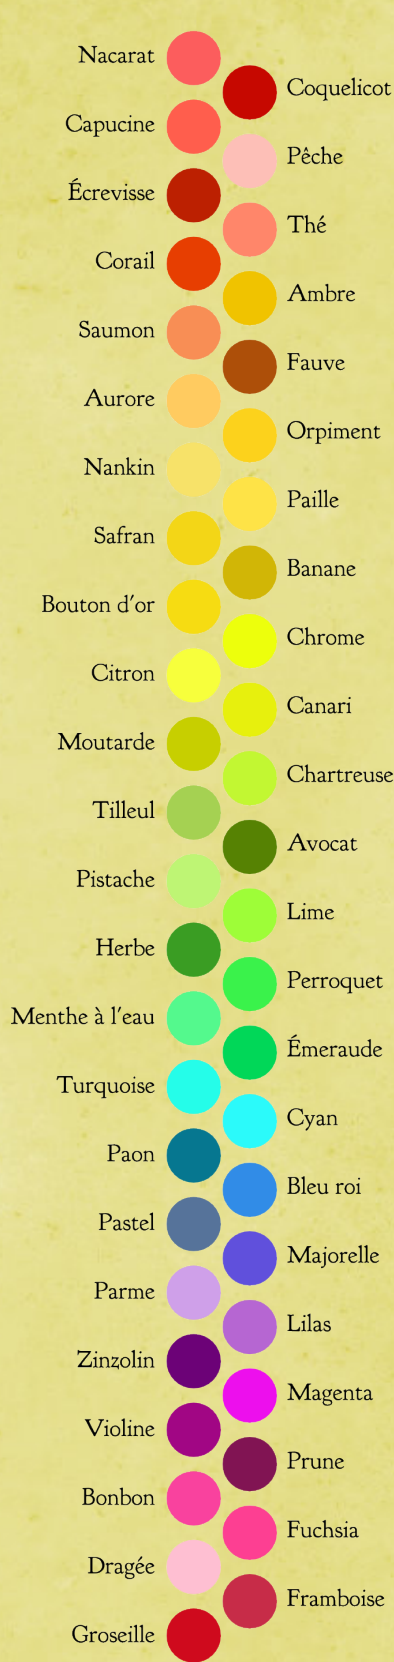 Nacarat
Coquelicot
Capucine
Pêche
Écrevisse
Thé
Corail
Ambre
Saumon
Fauve
Aurore
Orpiment
Nankin
Paille
Safran
Banane
Bouton d'or
Chrome
Citron
Canari
Moutarde
Chartreuse
Tilleul
Avocat
Pistache
Lime
Herbe
Perroquet
Menthe à l'eau
Émeraude
Turquoise
Cyan
Paon
Bleu roi
Pastel
Majorelle
Parme
Lilas
Zinzolin
Magenta
Violine
Prune
Bonbon
Fuchsia
Dragée
Framboise
Groseille